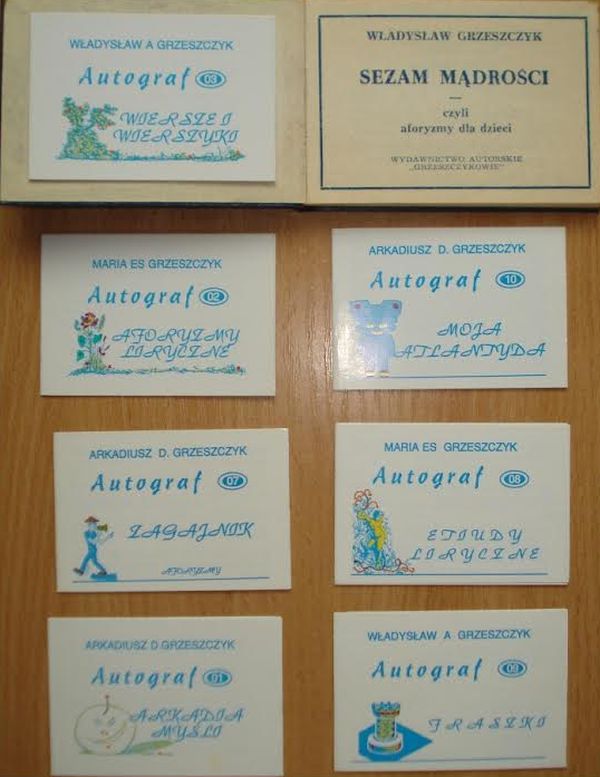 WŁADYSŁAW A GRZESZCZYK
Autograf 03
WIERSZE I
WIERSZYKI
WŁADYSŁAW GRZESZCZYK
SEZAM MĄDROŚCI
—
czyli
aforyzmy dla dzieci
WYDAWNICTWO AUTORSKIE
„GRZESZCZYKOWIE"
MARIA ES GRZESZCZYK
Autograf 02
AFORYZMY
LIRYCZNE
ARKADIUSZ D. GRZESZCZYK
Autograf 10
MOJA
ATLANTYDA
ARKADIUSZ D. GRZESZCZYK
Autograf 07
ZAGAJNIK
AFORYZMY
MARIA ES GRZESZCZYK
Autograf 08
ETIUDY
LIRYCZNE
ARKADIUSZ D GRZESZCZYK
Autograf 01
ARKADIA
MYŚLI
WŁADYSŁAW A GRZESZCZYK
Autograf
FRASZKI